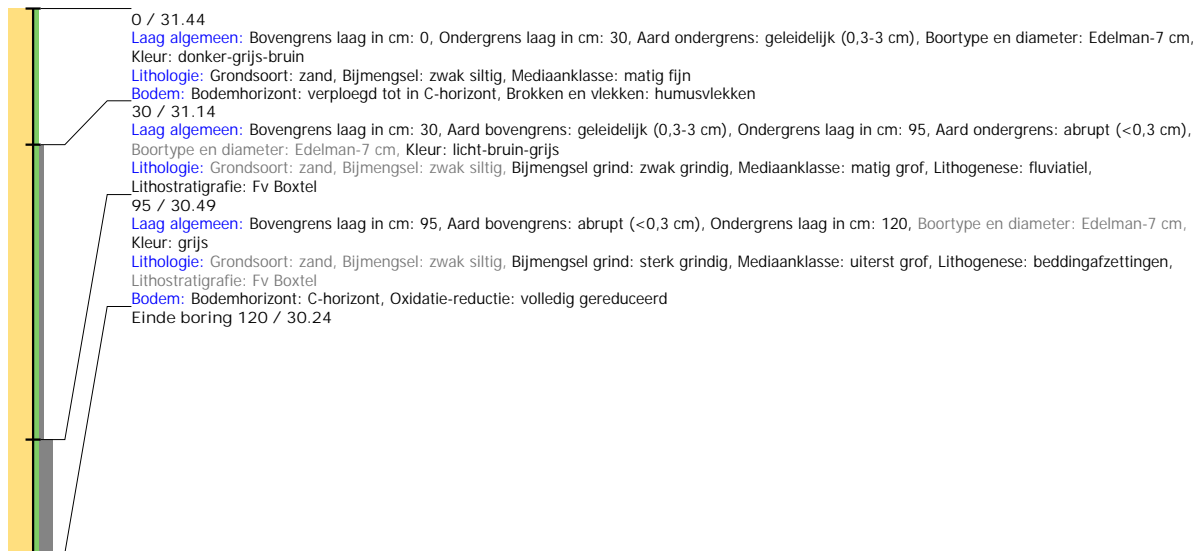 0 / 31.44
Laag algemeen: Bovengrens laag in cm: 0, Ondergrens laag in cm: 30, Aard ondergrens: geleidelijk (0,3-3 cm), Boortype en diameter: Edelman-7 cm,
Kleur: donker-grijs-bruin
Lithologie: Grondsoort: zand, Bijmengsel: zwak siltig, Mediaanklasse: matig fijn
Bodem: Bodemhorizont: verploegd tot in C-horizont, Brokken en vlekken: humusvlekken
30 / 31.14
Laag algemeen: Bovengrens laag in cm: 30, Aard bovengrens: geleidelijk (0,3-3 cm), Ondergrens laag in cm: 95, Aard ondergrens: abrupt (<0,3 cm),
Boortype en diameter: Edelman-7 cm, Kleur: licht-bruin-grijs
Lithologie: Grondsoort: zand, Bijmengsel: zwak siltig, Bijmengsel grind: zwak grindig, Mediaanklasse: matig grof, Lithogenese: fluviatiel,
Lithostratigrafie: Fv Boxtel
95 / 30.49
Laag algemeen: Bovengrens laag in cm: 95, Aard bovengrens: abrupt (<0,3 cm), Ondergrens laag in cm: 120, Boortype en diameter: Edelman-7 cm,
Kleur: grijs
Lithologie: Grondsoort: zand, Bijmengsel: zwak siltig, Bijmengsel grind: sterk grindig, Mediaanklasse: uiterst grof, Lithogenese: beddingafzettingen,
Lithostratigrafie: Fv Boxtel
Bodem: Bodemhorizont: C-horizont, Oxidatie-reductie: volledig gereduceerd
Einde boring 120 / 30.24